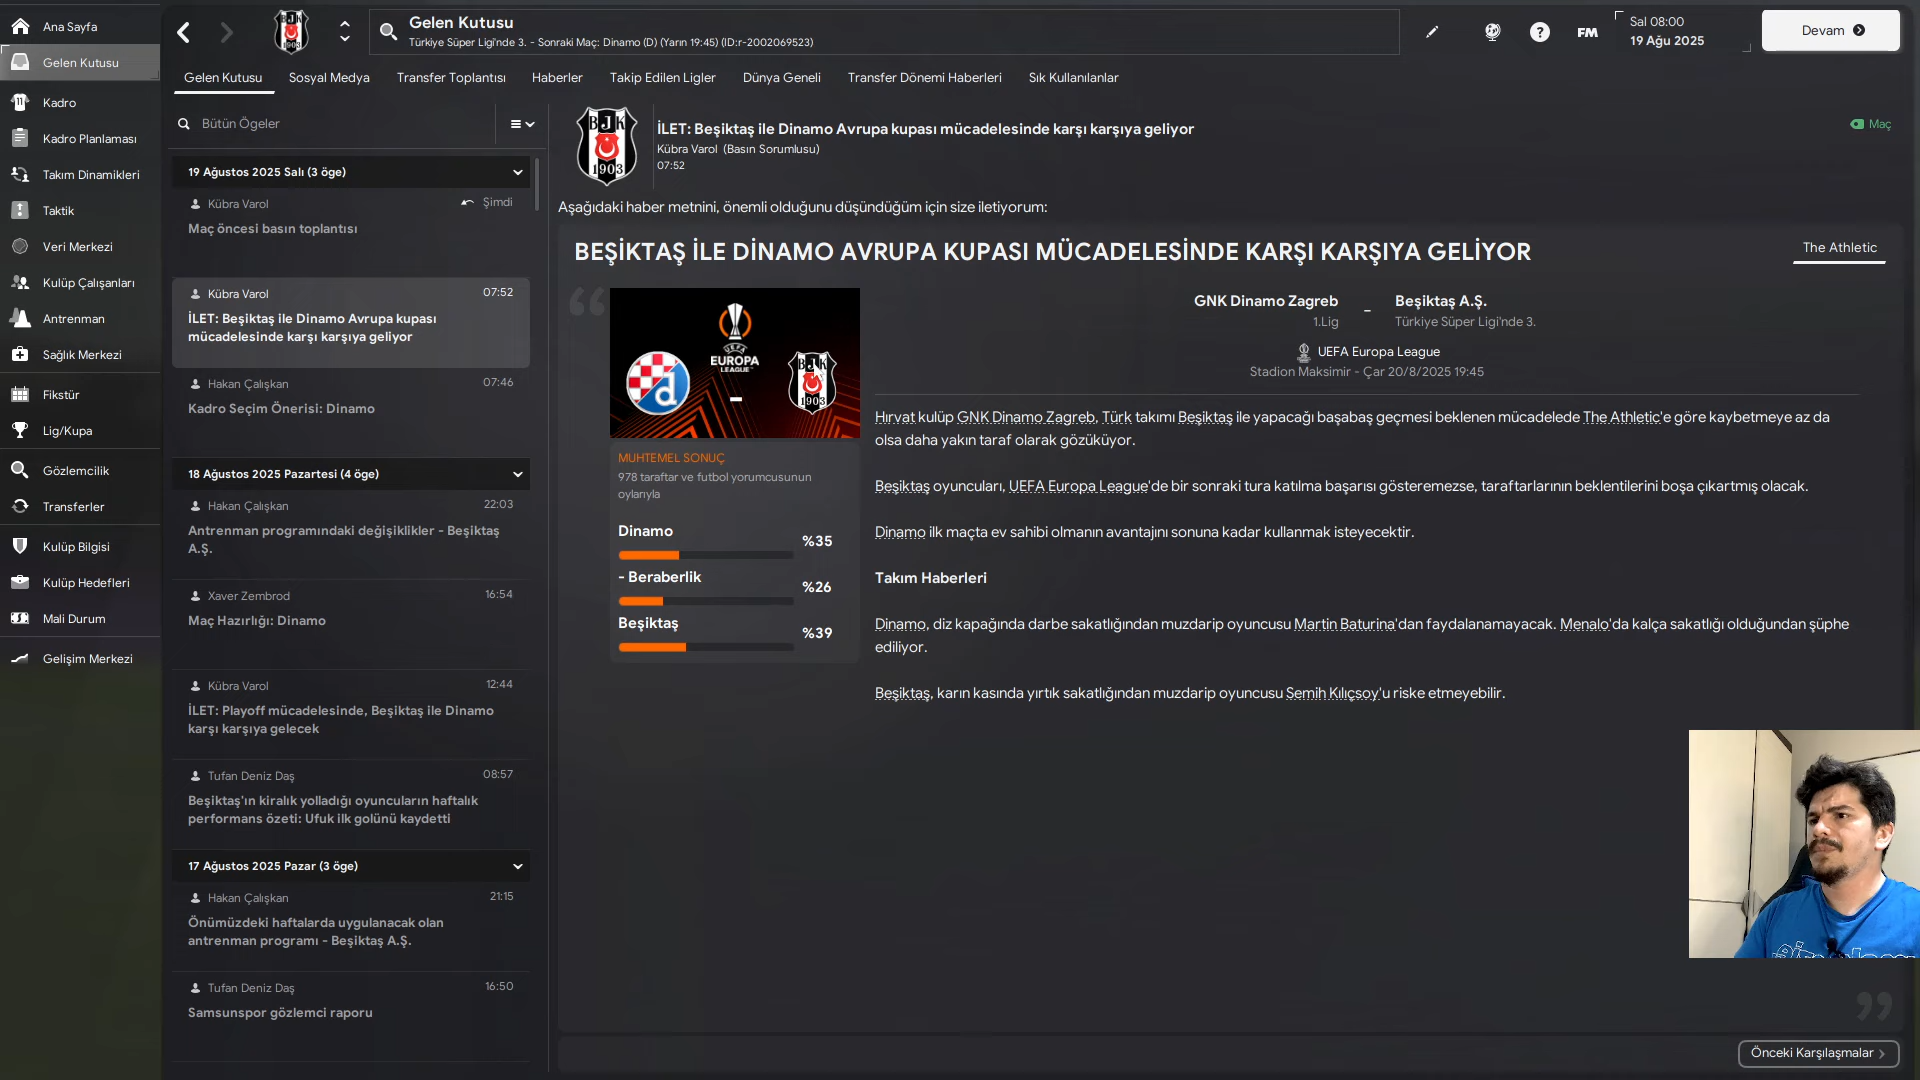 Ana Sayfa
Gelen Kutusu
Kadro
Kadro Planlaması
Takım Dinamikleri
Taktik
Veri Merkezi
Kulüp Çalışanları
Antrenman
Sağlık Merkezi
Fikstür
Lig/Kupa
Gözlemcilik
Transferler
Kulüp Bilgisi
Kulüp Hedefleri
Mali Durum
Gelişim Merkezi
BJK
1903
Gelen Kutusu
Türkiye Süper Ligi'nde 3. - Sonraki Maç: Dinamo (D) (Yarın 19:45) (ID:r-2002069523)
?
FM
Sal 08:00
19 Ağu 2025
Devam
Gelen Kutusu
Sosyal Medya
Transfer Toplantısı
Haberler
Takip Edilen Ligler
Dünya Geneli
Transfer Dönemi Haberleri
Sık Kullanılanlar
Bütün Ögeler
19 Ağustos 2025 Salı (3 öge)
Kübra Varol
Şimdi
Maç öncesi basın toplantısı
Kübra Varol
07:52
İLET: Beşiktaş ile Dinamo Avrupa kupası
mücadelesinde karşı karşıya geliyor
Hakan Çalışkan
07:46
Kadro Seçim Önerisi: Dinamo
18 Ağustos 2025 Pazartesi (4 öge)
Hakan Çalışkan
22:03
Antrenman programındaki değişiklikler - Beşiktaş
A.Ş.
Xaver Zembrod
16:54
Maç Hazırlığı: Dinamo
Kübra Varol
12:44
İLET: Playoff mücadelesinde, Beşiktaş ile Dinamo
karşı karşıya gelecek
Tufan Deniz Daş
08:57
Beşiktaş'ın kiralık yolladığı oyuncuların haftalık
performans özeti: Ufuk ilk golünü kaydetti
17 Ağustos 2025 Pazar (3 öge)
Hakan Çalışkan
21:15
Önümüzdeki haftalarda uygulanacak olan
antrenman programı - Beşiktaş A.Ş.
Tufan Deniz Daş
16:50
Samsunspor gözlemci raporu
BJK
1903
İLET: Beşiktaş ile Dinamo Avrupa kupası mücadelesinde karşı karşıya geliyor
Kübra Varol (Basın Sorumlusu)
07:52
Maç
Aşağıdaki haber metnini, önemli olduğunu düşündüğüm için size iletiyorum:
BEŞİKTAŞ İLE DİNAMO AVRUPA KUPASI MÜCADELESİNDE KARŞI KARŞIYA GELİYOR
The Athletic
UEFA
EUROPA
LEAGUE
d
-
BJK
1903
MUHTEMEL SONUÇ
978 taraftar ve futbol yorumcusunun
oylarıyla
Dinamo
%35
- Beraberlik
%26
Beşiktaş
%39
GNK Dinamo Zagreb - Beşiktaş A.Ş.
1.Lig
Türkiye Süper Ligi'nde 3.
UEFA Europa League
Stadion Maksimir - Çar 20/8/2025 19:45
Hırvat kulüp GNK Dinamo Zagreb, Türk takımı Beşiktaş ile yapacağı başabaş geçmesi beklenen mücadelede The Athletic'e göre kaybetmeye az da
olsa daha yakın taraf olarak gözüküyor.
Beşiktaş oyuncuları, UEFA Europa League'de bir sonraki tura katılma başarısı gösteremezse, taraftarlarının beklentilerini boşa çıkartmış olacak.
Dinamo ilk maçta ev sahibi olmanın avantajını sonuna kadar kullanmak isteyecektir.
Takım Haberleri
Dinamo, diz kapağında darbe sakatlığından muzdarip oyuncusu Martin Baturina'dan faydalanamayacak. Menalo'da kalça sakatlığı olduğundan şüphe
ediliyor.
Beşiktaş, karın kasında yırtık sakatlığından muzdarip oyuncusu Semih Kılıçsoy'u riske etmeyebilir.
Önceki Karşılaşmalar